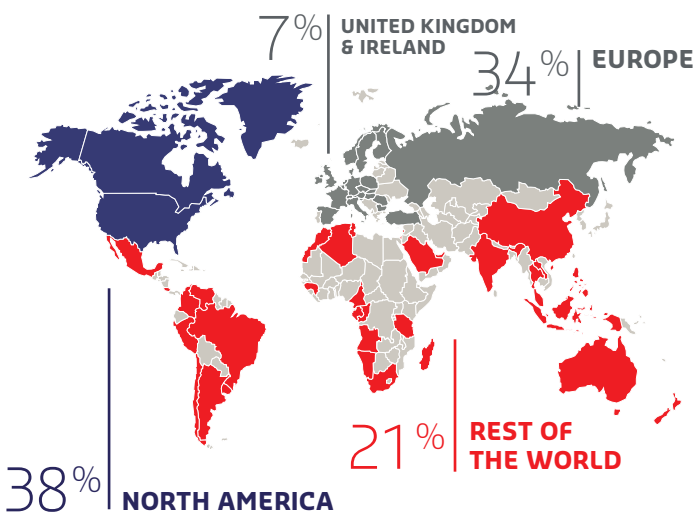 7%
UNITED KINGDOM
& IRELAND
34%
EUROPE
21%
REST OF
THE WORLD
38%
NORTH AMERICA